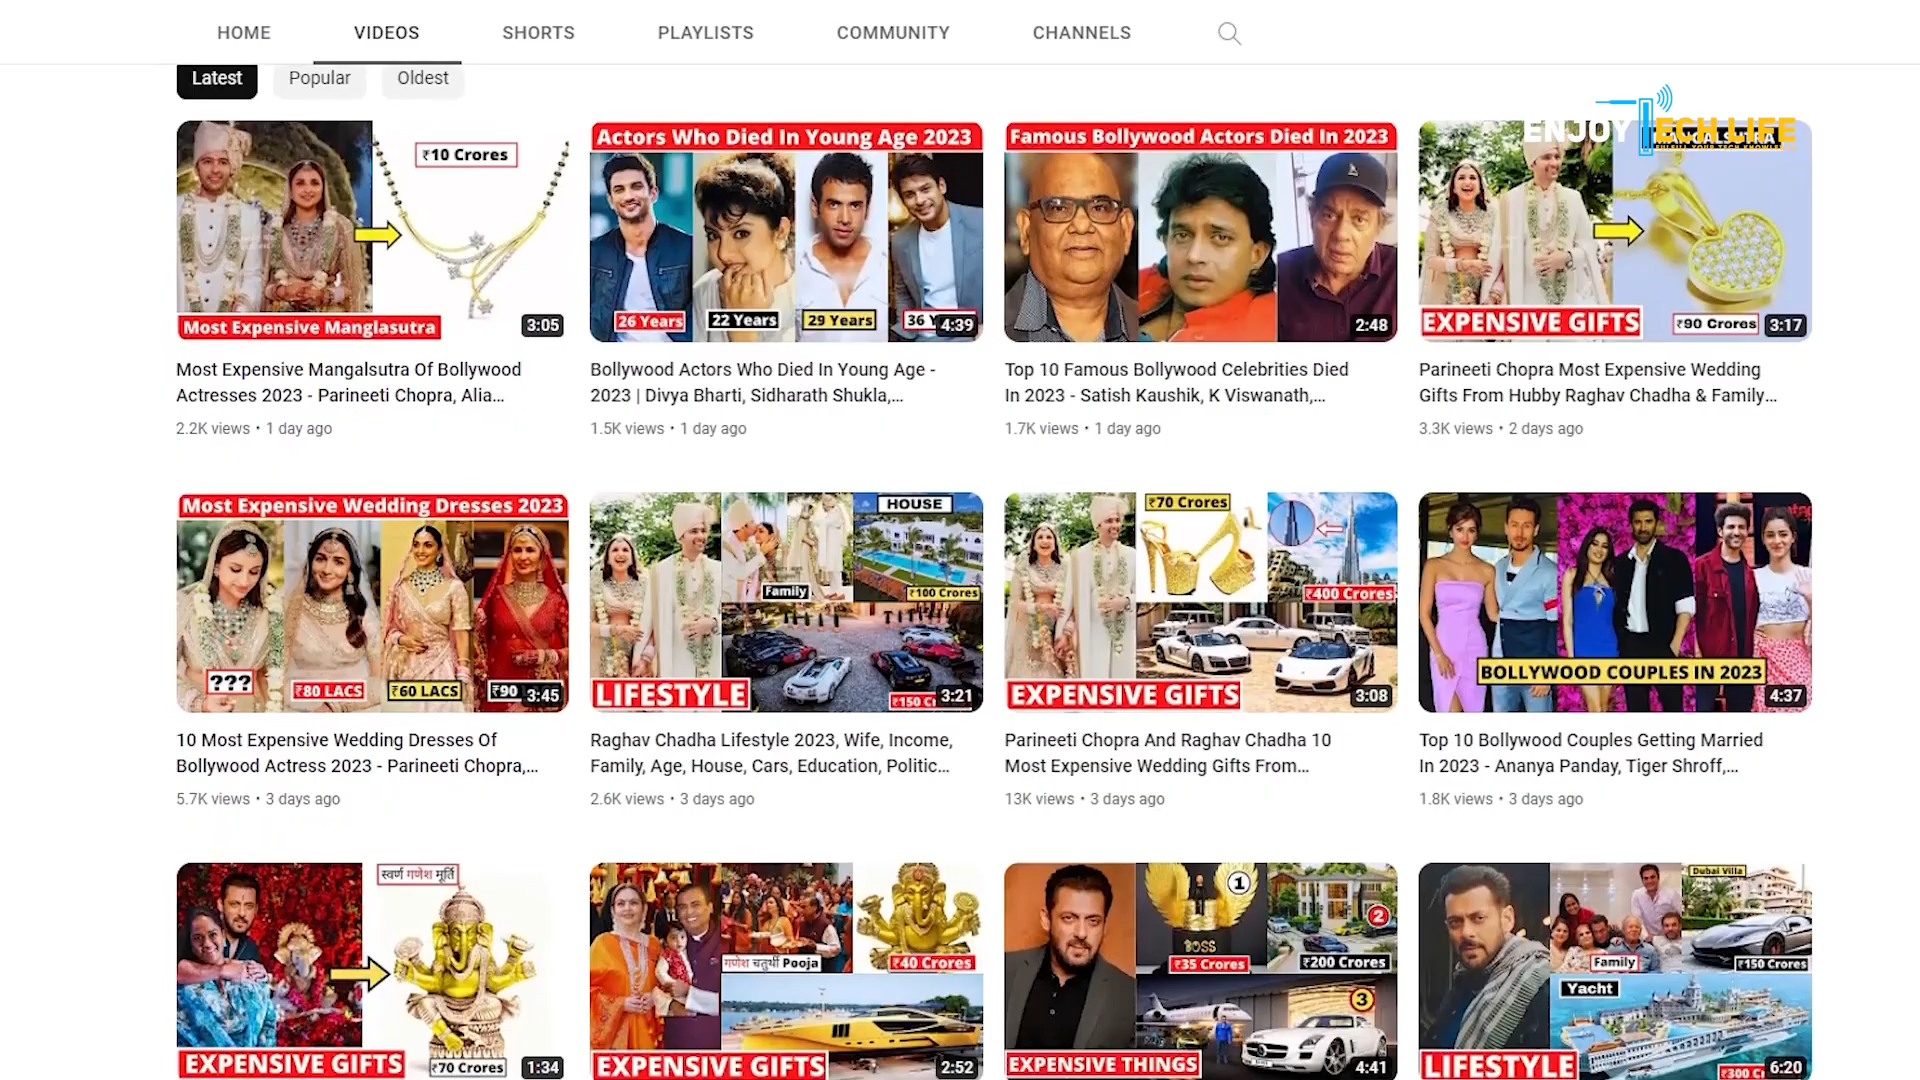 HOME VIDEOS SHORTS PLAYLISTS COMMUNITY CHANNELS
Latest Popular Oldest
ENJOY TECH LIFE
₹10 Crores
Most Expensive Manglasutra
3:05
Actors Who Died In Young Age 2023
26 Years 22 Years 29 Years 36 Y
4:39
Famous Bollywood Actors Died In 2023
2:48
EXPENSIVE GIFTS
₹90 Crores
3:17
Most Expensive Mangalsutra Of Bollywood
Actresses 2023 - Parineeti Chopra, Alia...
2.2K views • 1 day ago
Bollywood Actors Who Died In Young Age -
2023 | Divya Bharti, Sidharath Shukla,...
1.5K views • 1 day ago
Top 10 Famous Bollywood Celebrities Died
In 2023 - Satish Kaushik, K Viswanath,...
1.7K views • 1 day ago
Parineeti Chopra Most Expensive Wedding
Gifts From Hubby Raghav Chadha & Family...
3.3K views • 2 days ago
Most Expensive Wedding Dresses 2023
??? ₹80 LACS ₹60 LACS ₹90
3:45
HOUSE
Family
₹100 Crores
LIFESTYLE
₹150 Cr
3:21
₹70 Crores
₹400 Crores
EXPENSIVE GIFTS
3:08
BOLLYWOOD COUPLES IN 2023
4:37
10 Most Expensive Wedding Dresses Of
Bollywood Actress 2023 - Parineeti Chopra,...
5.7K views • 3 days ago
Raghav Chadha Lifestyle 2023, Wife, Income,
Family, Age, House, Cars, Education, Politic...
2.6K views • 3 days ago
Parineeti Chopra And Raghav Chadha 10
Most Expensive Wedding Gifts From...
13K views • 3 days ago
Top 10 Bollywood Couples Getting Married
In 2023 - Ananya Panday, Tiger Shroff,...
1.8K views • 3 days ago
स्वर्ण गणेश मूर्ति
EXPENSIVE GIFTS
₹70 Crores
1:34
गणेश चतुर्थी Pooja
₹40 Crores
EXPENSIVE GIFTS
2:52
1
BOSS
2
₹35 Crores
₹200 Crores
3
EXPENSIVE THINGS
4:41
Dubai Villa
Family
₹150 Crores
Yacht
LIFESTYLE
₹300 Cr
6:20